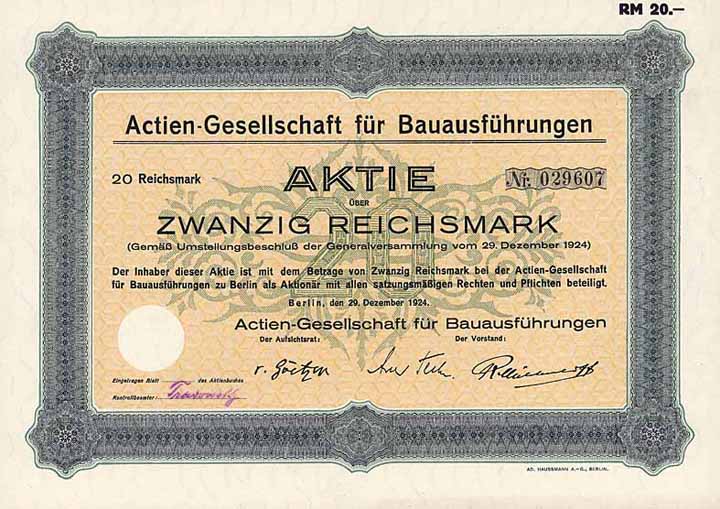 RM 20.—
Actien-Gesellschaft für Bauausführungen
20 Reichsmark
AKTIE
Nr. 029607
ÜBER
ZWANZIG REICHSMARK
(Gemäß Umstellungsbeschluß der Generalversammlung vom 29. Dezember 1924)
20
Der Inhaber dieser Aktie ist mit dem Betrage von Zwanzig Reichsmark bei der Actien-Gesellschaft
für Bauausführungen zu Berlin als Aktionär mit allen satzungsmäßigen Rechten und Pflichten beteiligt.
Berlin, den 29. Dezember 1924.
Actien-Gesellschaft für Bauausführungen
Der Aufsichtsrat: Der Vorstand:
Eingetragen Blatt des Aktienbuches
Kontrollbeamter:
AD. HAUSSMANN A.-G., BERLIN.